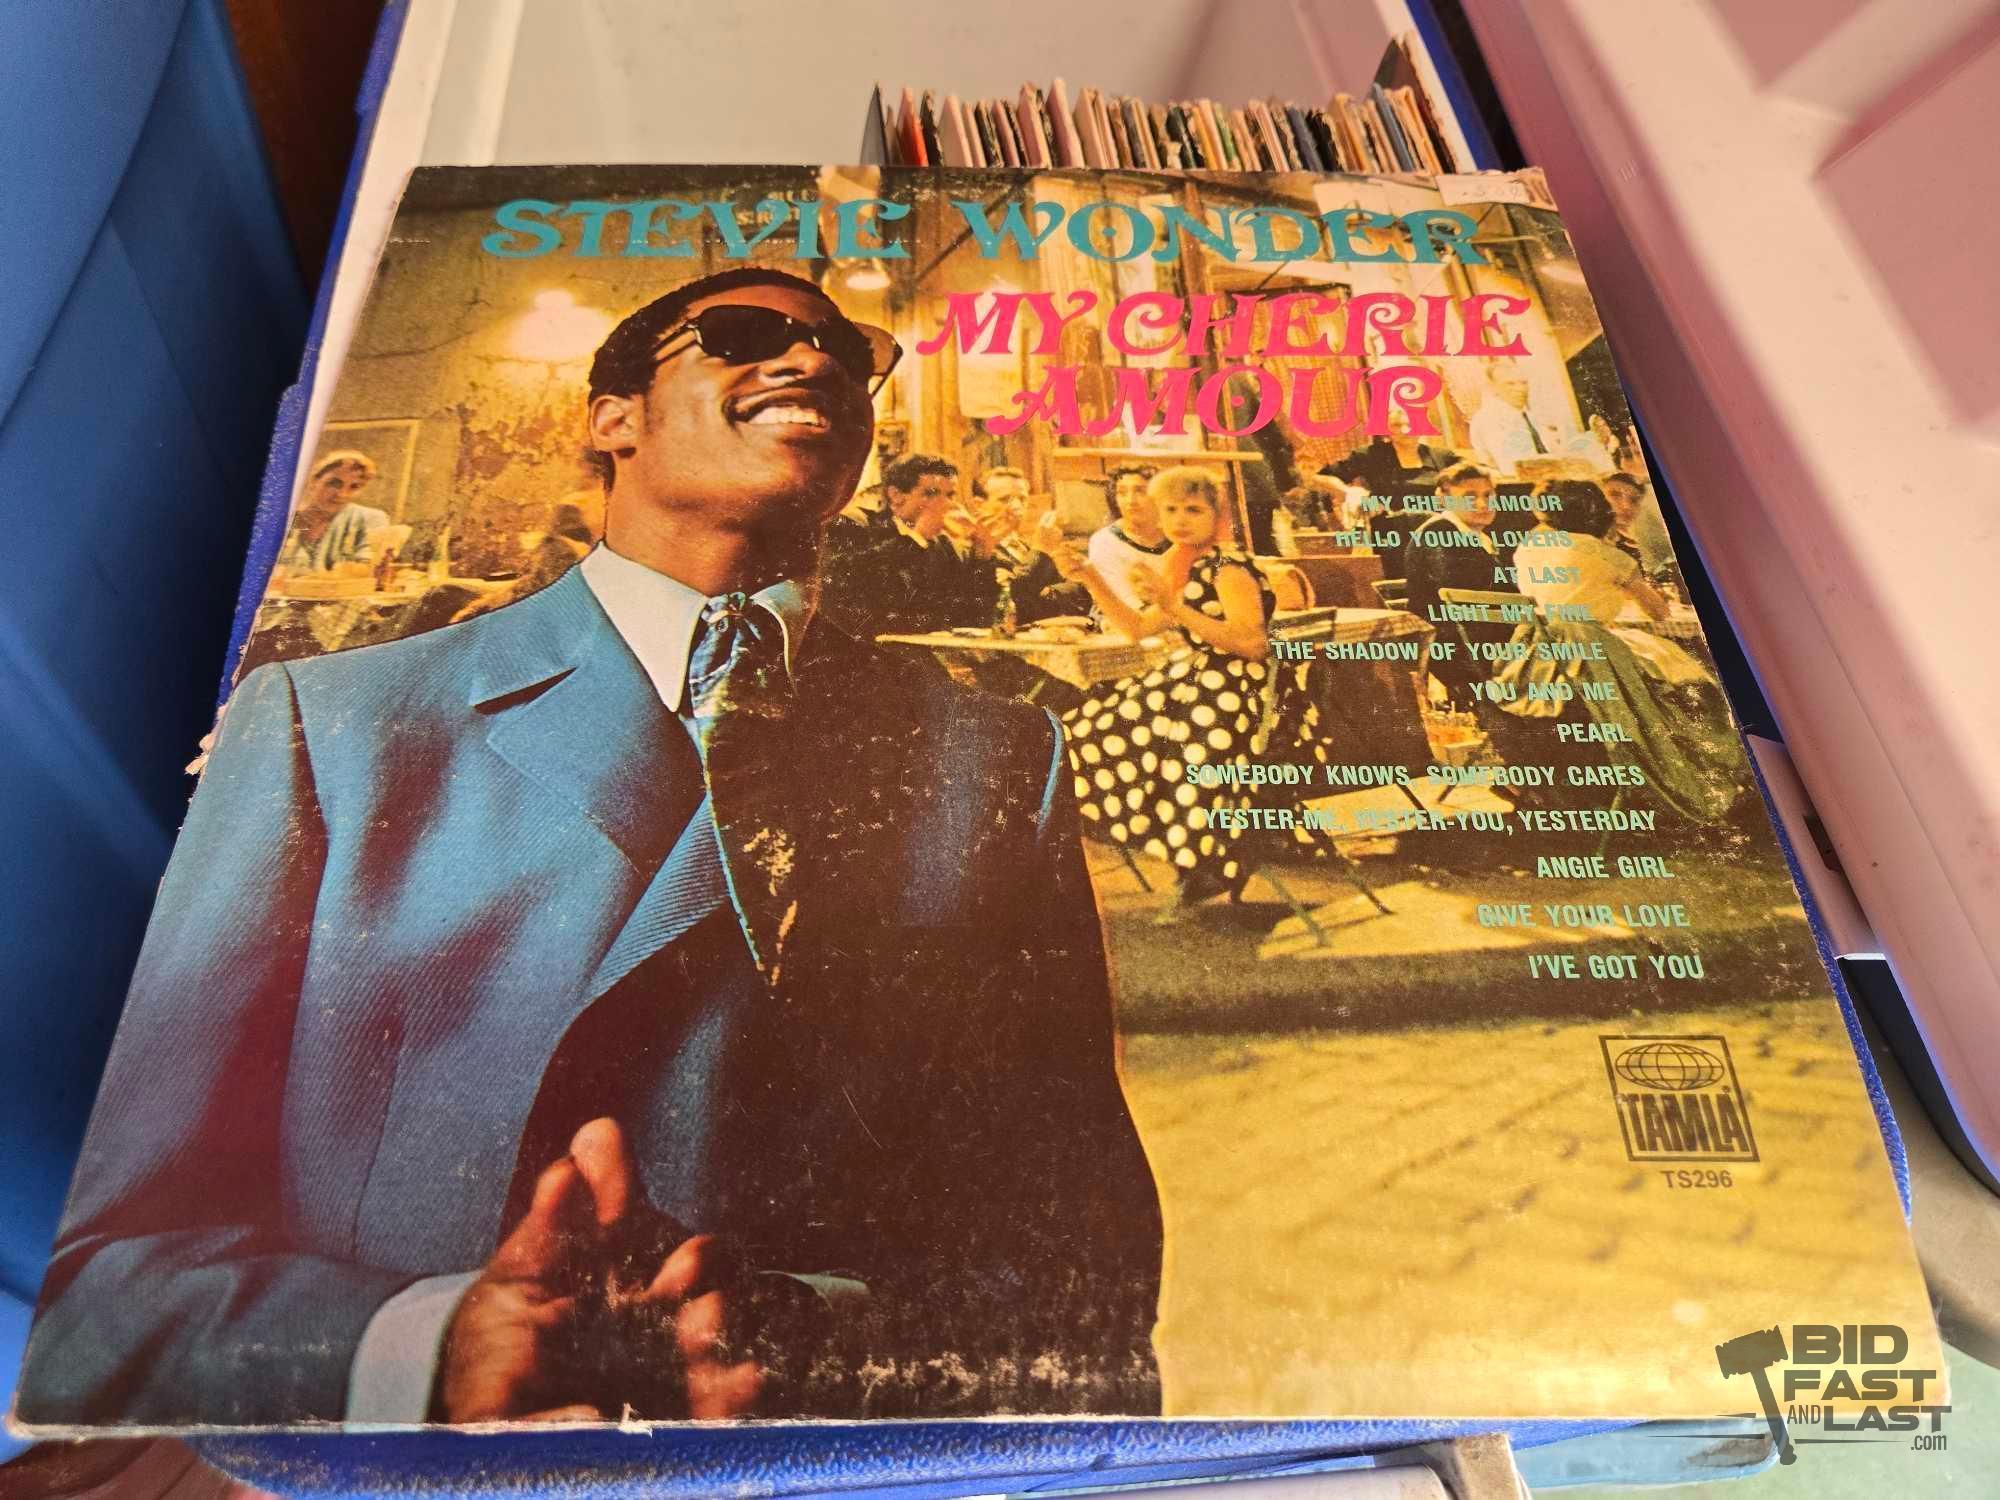 STEVIE WONDER
MY CHERIE
AMOUR
MY CHERIE AMOUR
HELLO YOUNG LOVERS
AT LAST
LIGHT MY FIRE
THE SHADOW OF YOUR SMILE
YOU AND ME
PEARL
SOMEBODY KNOWS, SOMEBODY CARES
YESTER-ME, YESTER-YOU, YESTERDAY
ANGIE GIRL
GIVE YOUR LOVE
I'VE GOT YOU
TAMLA®
TS296
BID
FAST
AND LAST
.com